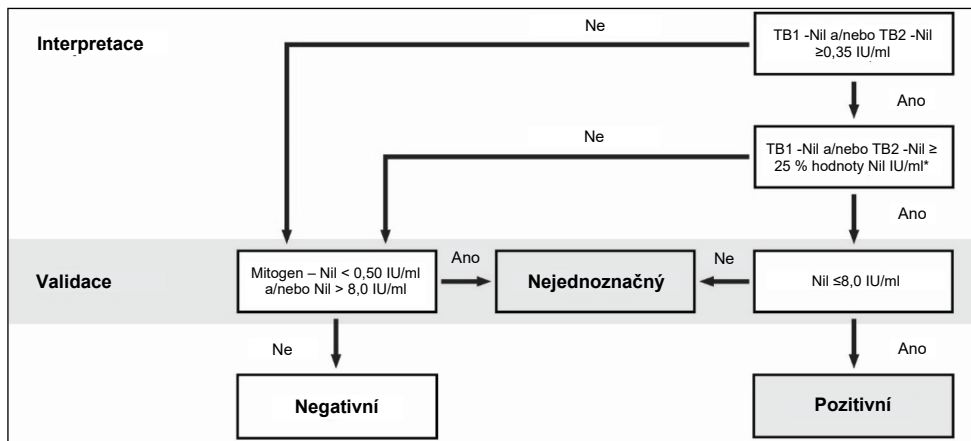 Interpretace
Ne
TB1 -Nil a/nebo TB2 -Nil
≥0,35 IU/ml
Ano
Ne
TB1 -Nil a/nebo TB2 -Nil ≥
25 % hodnoty Nil IU/ml*
Ano
Validace
Mitogen – Nil < 0,50 IU/ml
a/nebo Nil > 8,0 IU/ml
Ano
Nejednoznačný
Ne
Nil ≤8,0 IU/ml
Ne
Ano
Negativní
Pozitivní